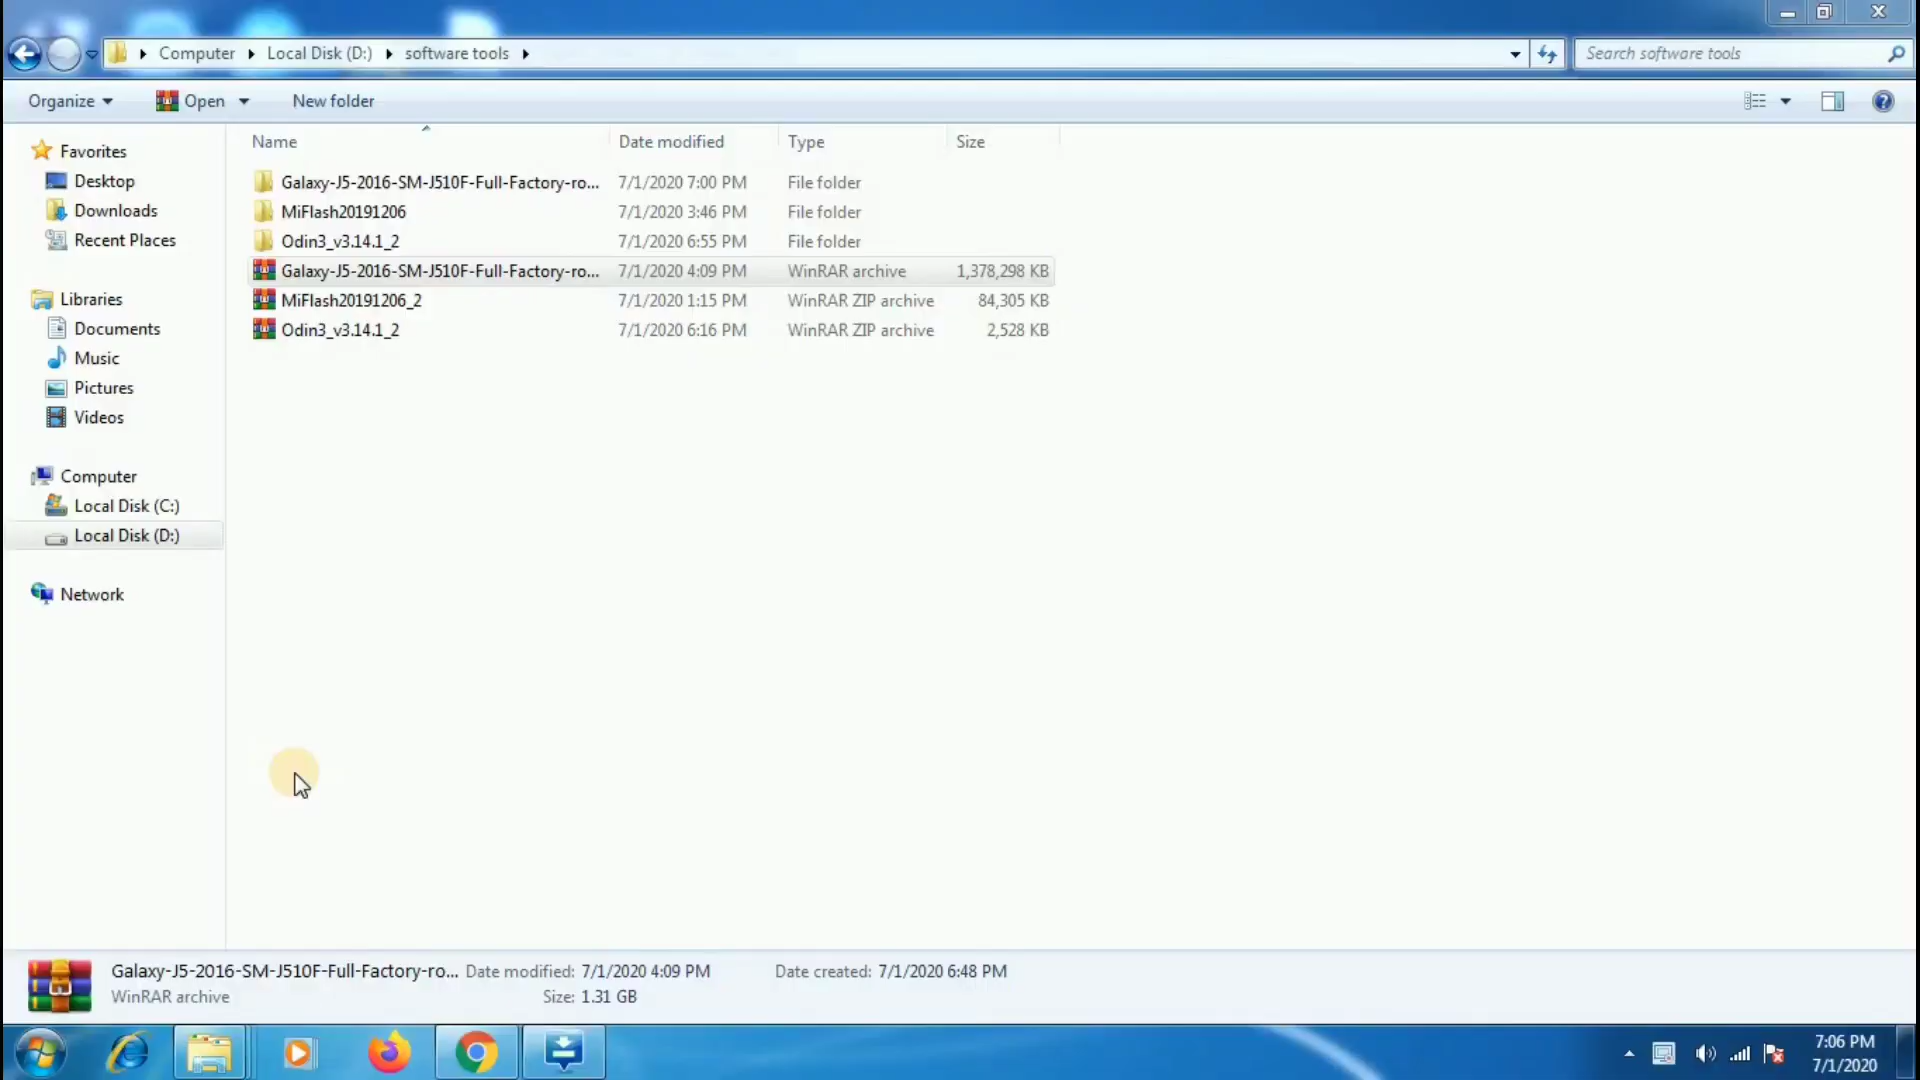 Computer Local Disk (D:) software tools Search software tools
Organize Open New folder
Name Date modified Type Size
Favorites
Desktop
Downloads
Recent Places
Libraries
Documents
Music
Pictures
Videos
Computer
Local Disk (C:)
Local Disk (D:)
Network
Galaxy-J5-2016-SM-J510F-Full-Factory-ro... 7/1/2020 7:00 PM File folder
MiFlash20191206 7/1/2020 3:46 PM File folder
Odin3_v3.14.1_2 7/1/2020 6:55 PM File folder
Galaxy-J5-2016-SM-J510F-Full-Factory-ro... 7/1/2020 4:09 PM WinRAR archive 1,378,298 KB
MiFlash20191206_2 7/1/2020 1:15 PM WinRAR ZIP archive 84,305 KB
Odin3_v3.14.1_2 7/1/2020 6:16 PM WinRAR ZIP archive 2,528 KB
Galaxy-J5-2016-SM-J510F-Full-Factory-ro... Date modified: 7/1/2020 4:09 PM Date created: 7/1/2020 6:48 PM
WinRAR archive Size: 1.31 GB
7:06 PM
7/1/2020